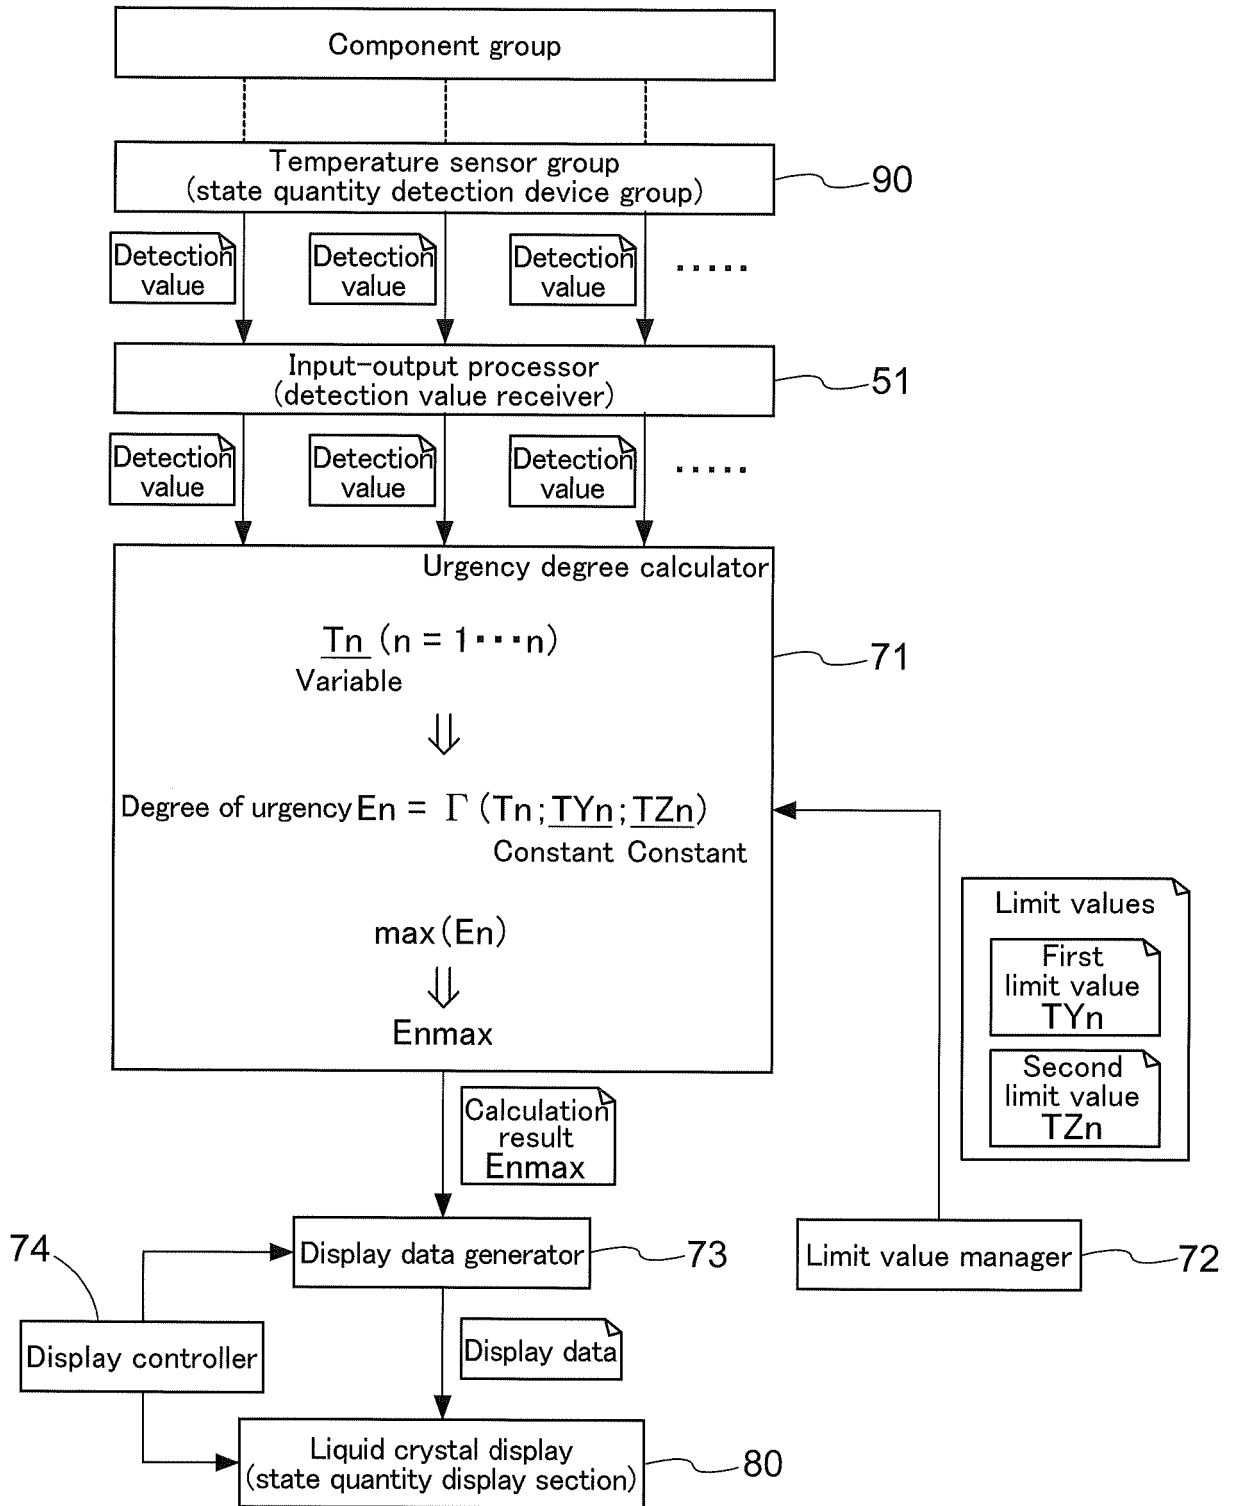 Component group
Temperature sensor group
(state quantity detection device group)
90
Detection
value
Detection
value
Detection
value
.....
Input-output processor
(detection value receiver)
51
Detection
value
Detection
value
Detection
value
.....
Urgency degree calculator
Tn (n = 1···n)
Variable
71
⇓
Degree of urgency En = Γ (Tn;TYn;TZn)
Constant Constant
max(En)
⇓
Enmax
Limit values
First
limit value
TYn
Second
limit value
TZn
Calculation
result
Enmax
74
Display data generator
73
Limit value manager
72
Display controller
Display data
Liquid crystal display
(state quantity display section)
80